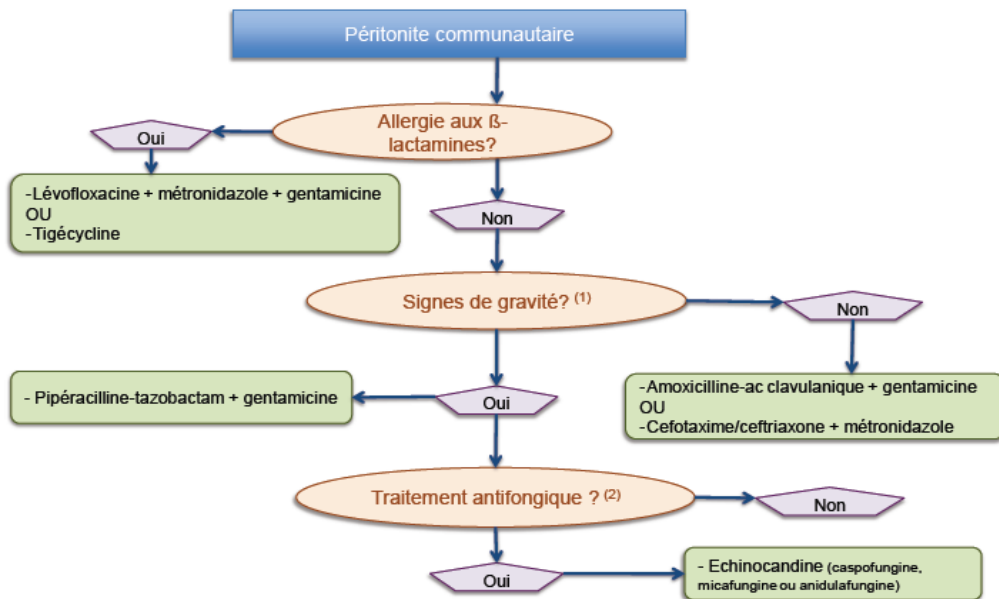 Péritonite communautaire
Allergie aux ß-
lactamines?
Oui
-Lévofloxacine + métronidazole + gentamicine
OU
-Tigécycline
Non
Signes de gravité? (1)
Non
-Amoxicilline-ac clavulanique + gentamicine
OU
-Cefotaxime/ceftriaxone + métronidazole
Oui
- Pipéracilline-tazobactam + gentamicine
Traitement antifongique ? (2)
Non
Oui
- Echinocandine (caspofungine,
micafungine ou anidulafungine)